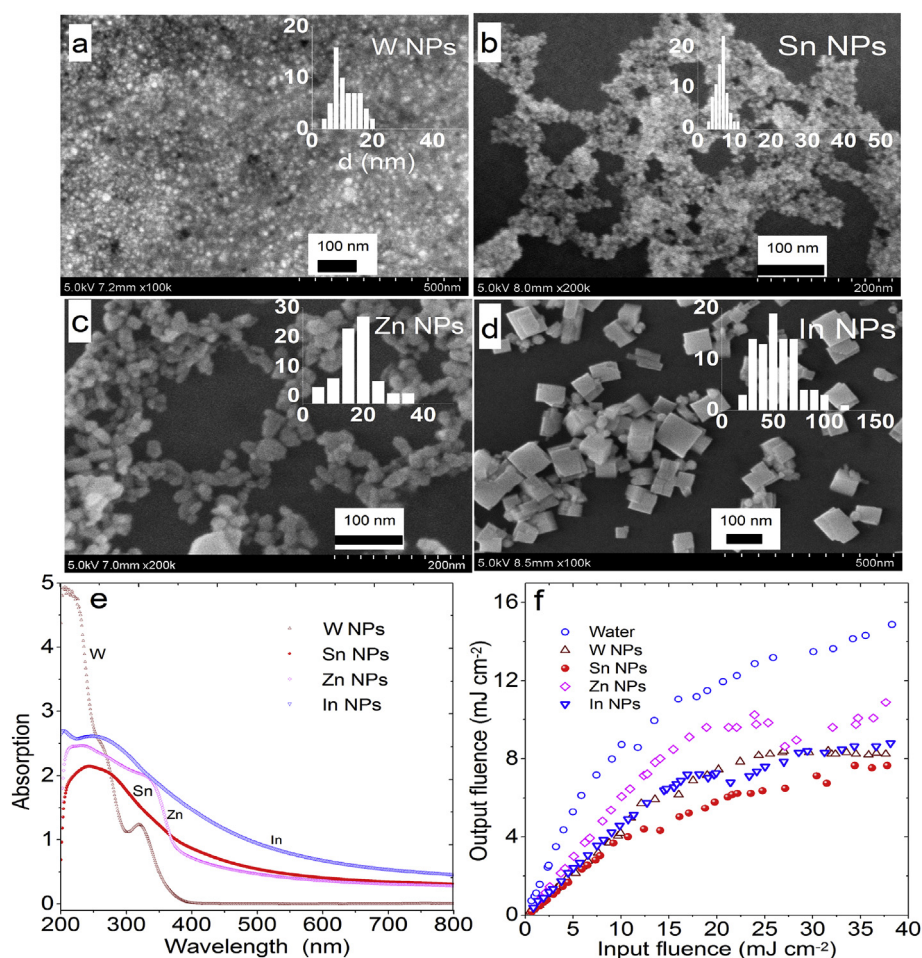 a
W NPs
20
10
0
0 20 40
d (nm)
100 nm
5.0kV 7.2mm x100k 500nm
b
Sn NPs
20
10
0
0 10 20 30 40 50
100 nm
5.0kV 8.0mm x200k 200nm
c
Zn NPs
30
20
10
0
0 20 40
100 nm
5.0kV 7.0mm x200k 200nm
d
In NPs
20
10
0
0 50 100 150
100 nm
5.0kV 8.5mm x100k 500nm
e
5
4
3
2
1
0
Absorption
W
Sn
Zn
In
W NPs
Sn NPs
Zn NPs
In NPs
200 300 400 500 600 700 800
Wavelength (nm)
f
16
12
8
4
0
Output fluence (mJ cm-2)
Water
W NPs
Sn NPs
Zn NPs
In NPs
0 5 10 15 20 25 30 35 40
Input fluence (mJ cm-2)